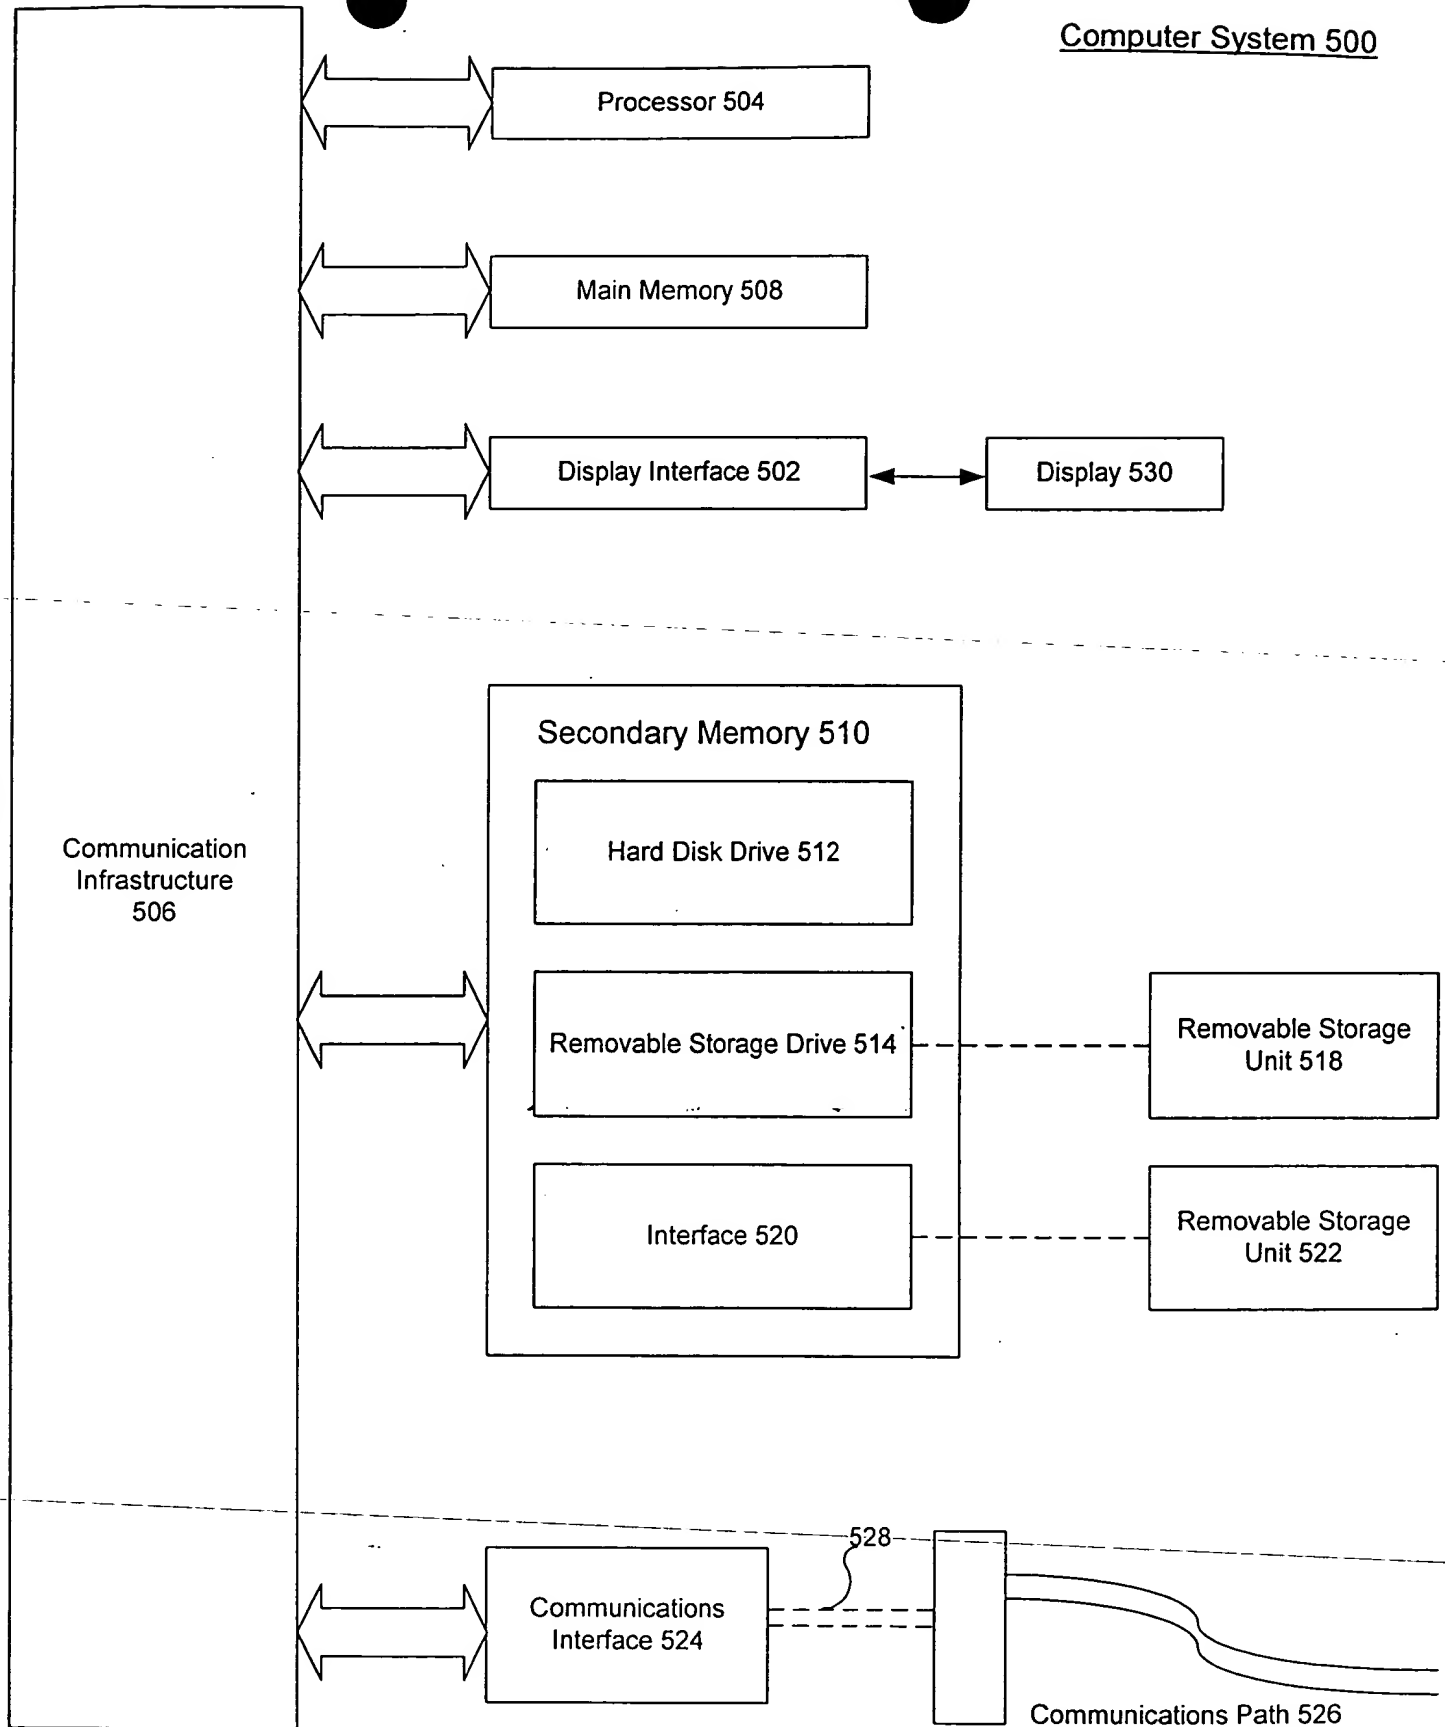 Computer System 500
Processor 504
Main Memory 508
Display Interface 502
Display 530
Secondary Memory 510
Hard Disk Drive 512
Communication
Infrastructure
506
Removable Storage Drive 514
Removable Storage
Unit 518
Interface 520
Removable Storage
Unit 522
528
Communications
Interface 524
Communications Path 526